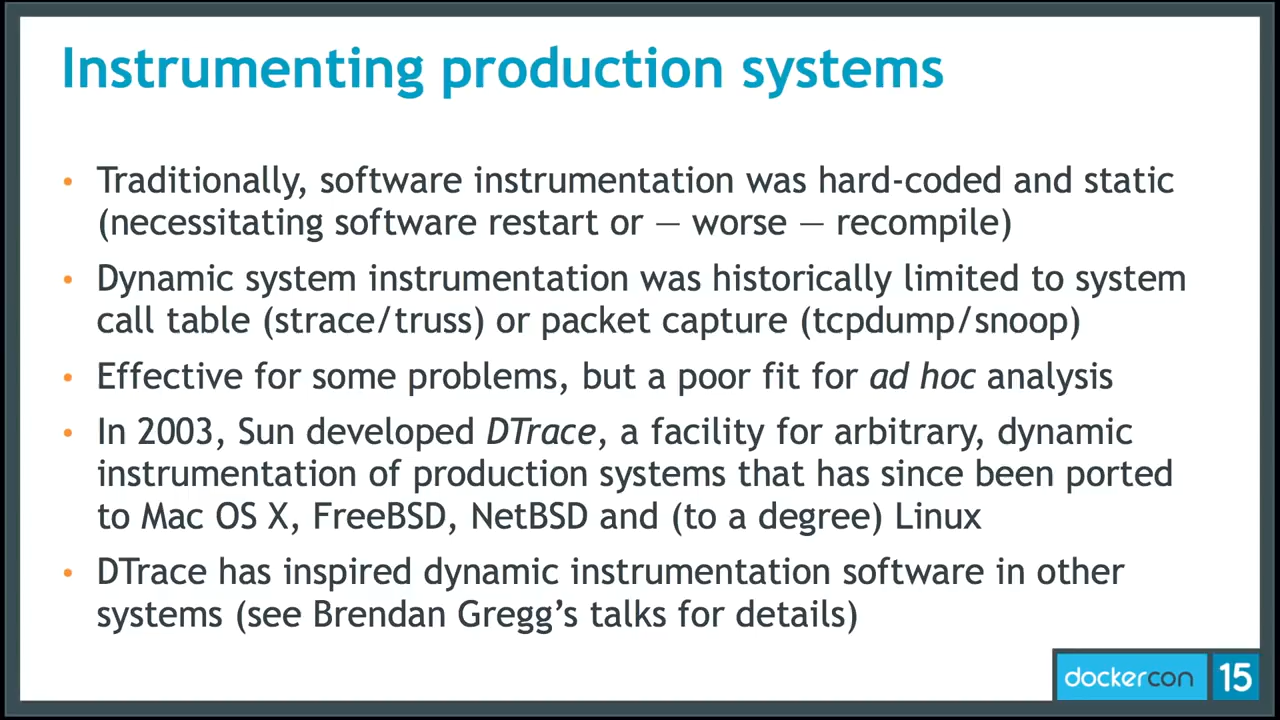 Instrumenting production systems
• Traditionally, software instrumentation was hard-coded and static
(necessitating software restart or — worse — recompile)
• Dynamic system instrumentation was historically limited to system
call table (strace/truss) or packet capture (tcpdump/snoop)
• Effective for some problems, but a poor fit for ad hoc analysis
• In 2003, Sun developed DTrace, a facility for arbitrary, dynamic
instrumentation of production systems that has since been ported
to Mac OS X, FreeBSD, NetBSD and (to a degree) Linux
• DTrace has inspired dynamic instrumentation software in other
systems (see Brendan Gregg’s talks for details)
dockercon 15